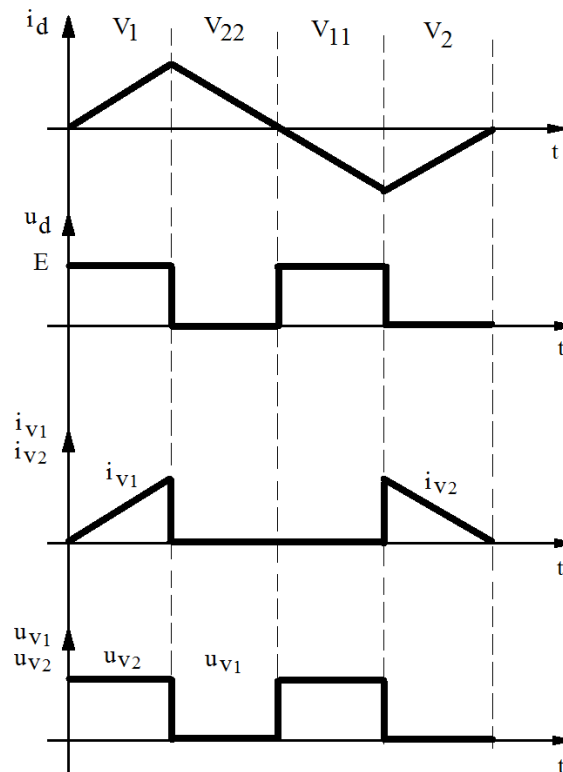 i_d V_1 V_22 V_11 V_2
t
u_d
E
t
i_v1
i_v2
i_v1 i_v2
t
u_v1
u_v2 u_v2 u_v1
t